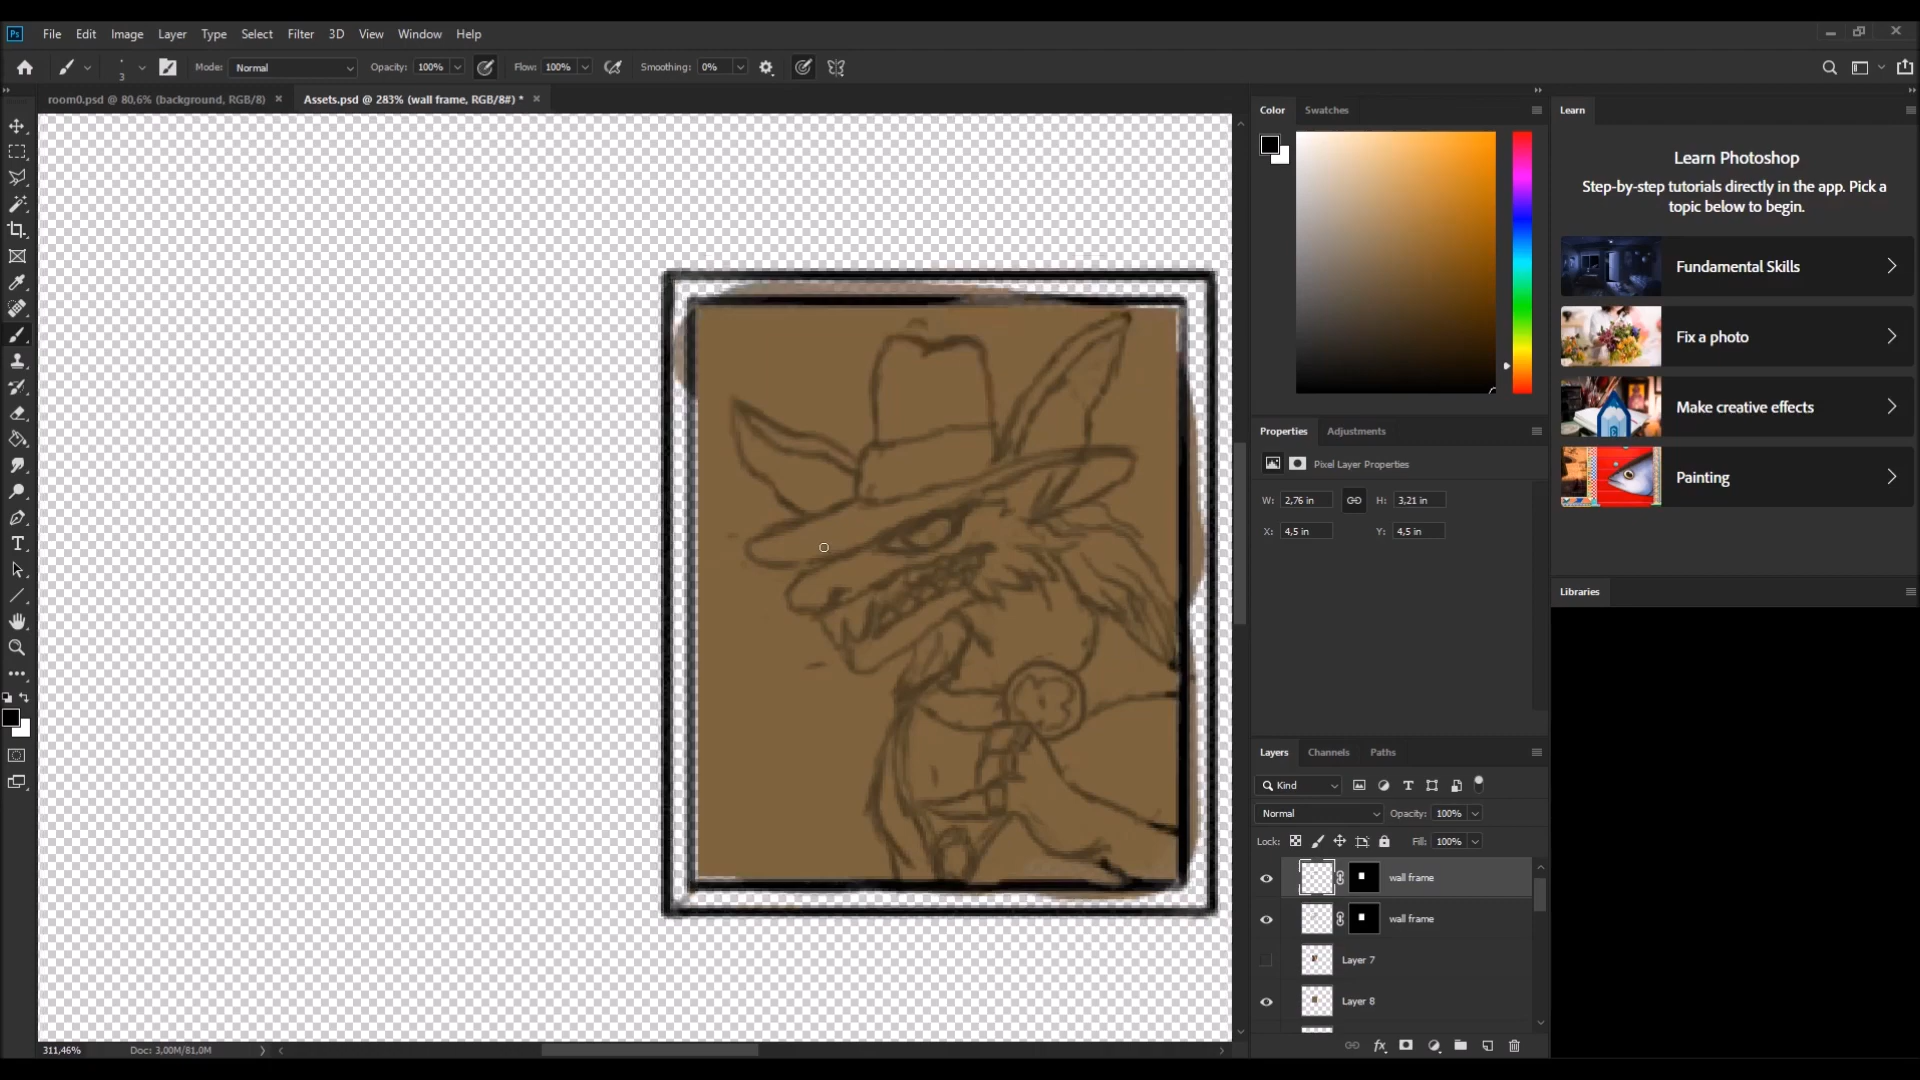 Ps File Edit Image Layer Type Select Filter 3D View Window Help
3 Mode: Normal Opacity: 100% Flow: 100% Smoothing: 0%
room0.psd @ 80,6% (background, RGB/8) × Assets.psd @ 283% (wall frame, RGB/8#) * ×
Color Swatches
Learn
Learn Photoshop
Step-by-step tutorials directly in the app. Pick a
topic below to begin.
Fundamental Skills
Fix a photo
Make creative effects
Painting
Properties Adjustments
Pixel Layer Properties
W: 2,76 in H: 3,21 in
X: 4,5 in Y: 4,5 in
Libraries
Layers Channels Paths
Kind
Normal Opacity: 100%
Lock: Fill: 100%
wall frame
wall frame
Layer 7
Layer 8
311,46% Doc: 3,00M/81,0M